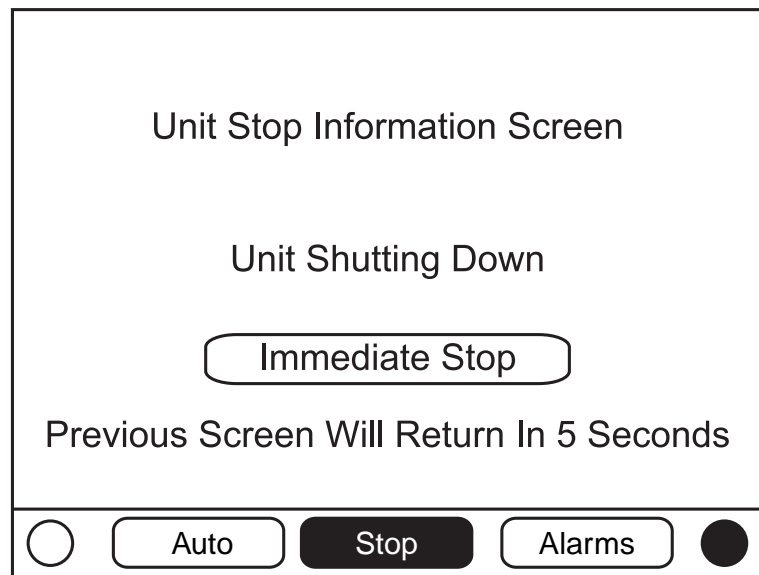 Unit Stop Information Screen
Unit Shutting Down
Immediate Stop
Previous Screen Will Return In 5 Seconds
Auto Stop Alarms